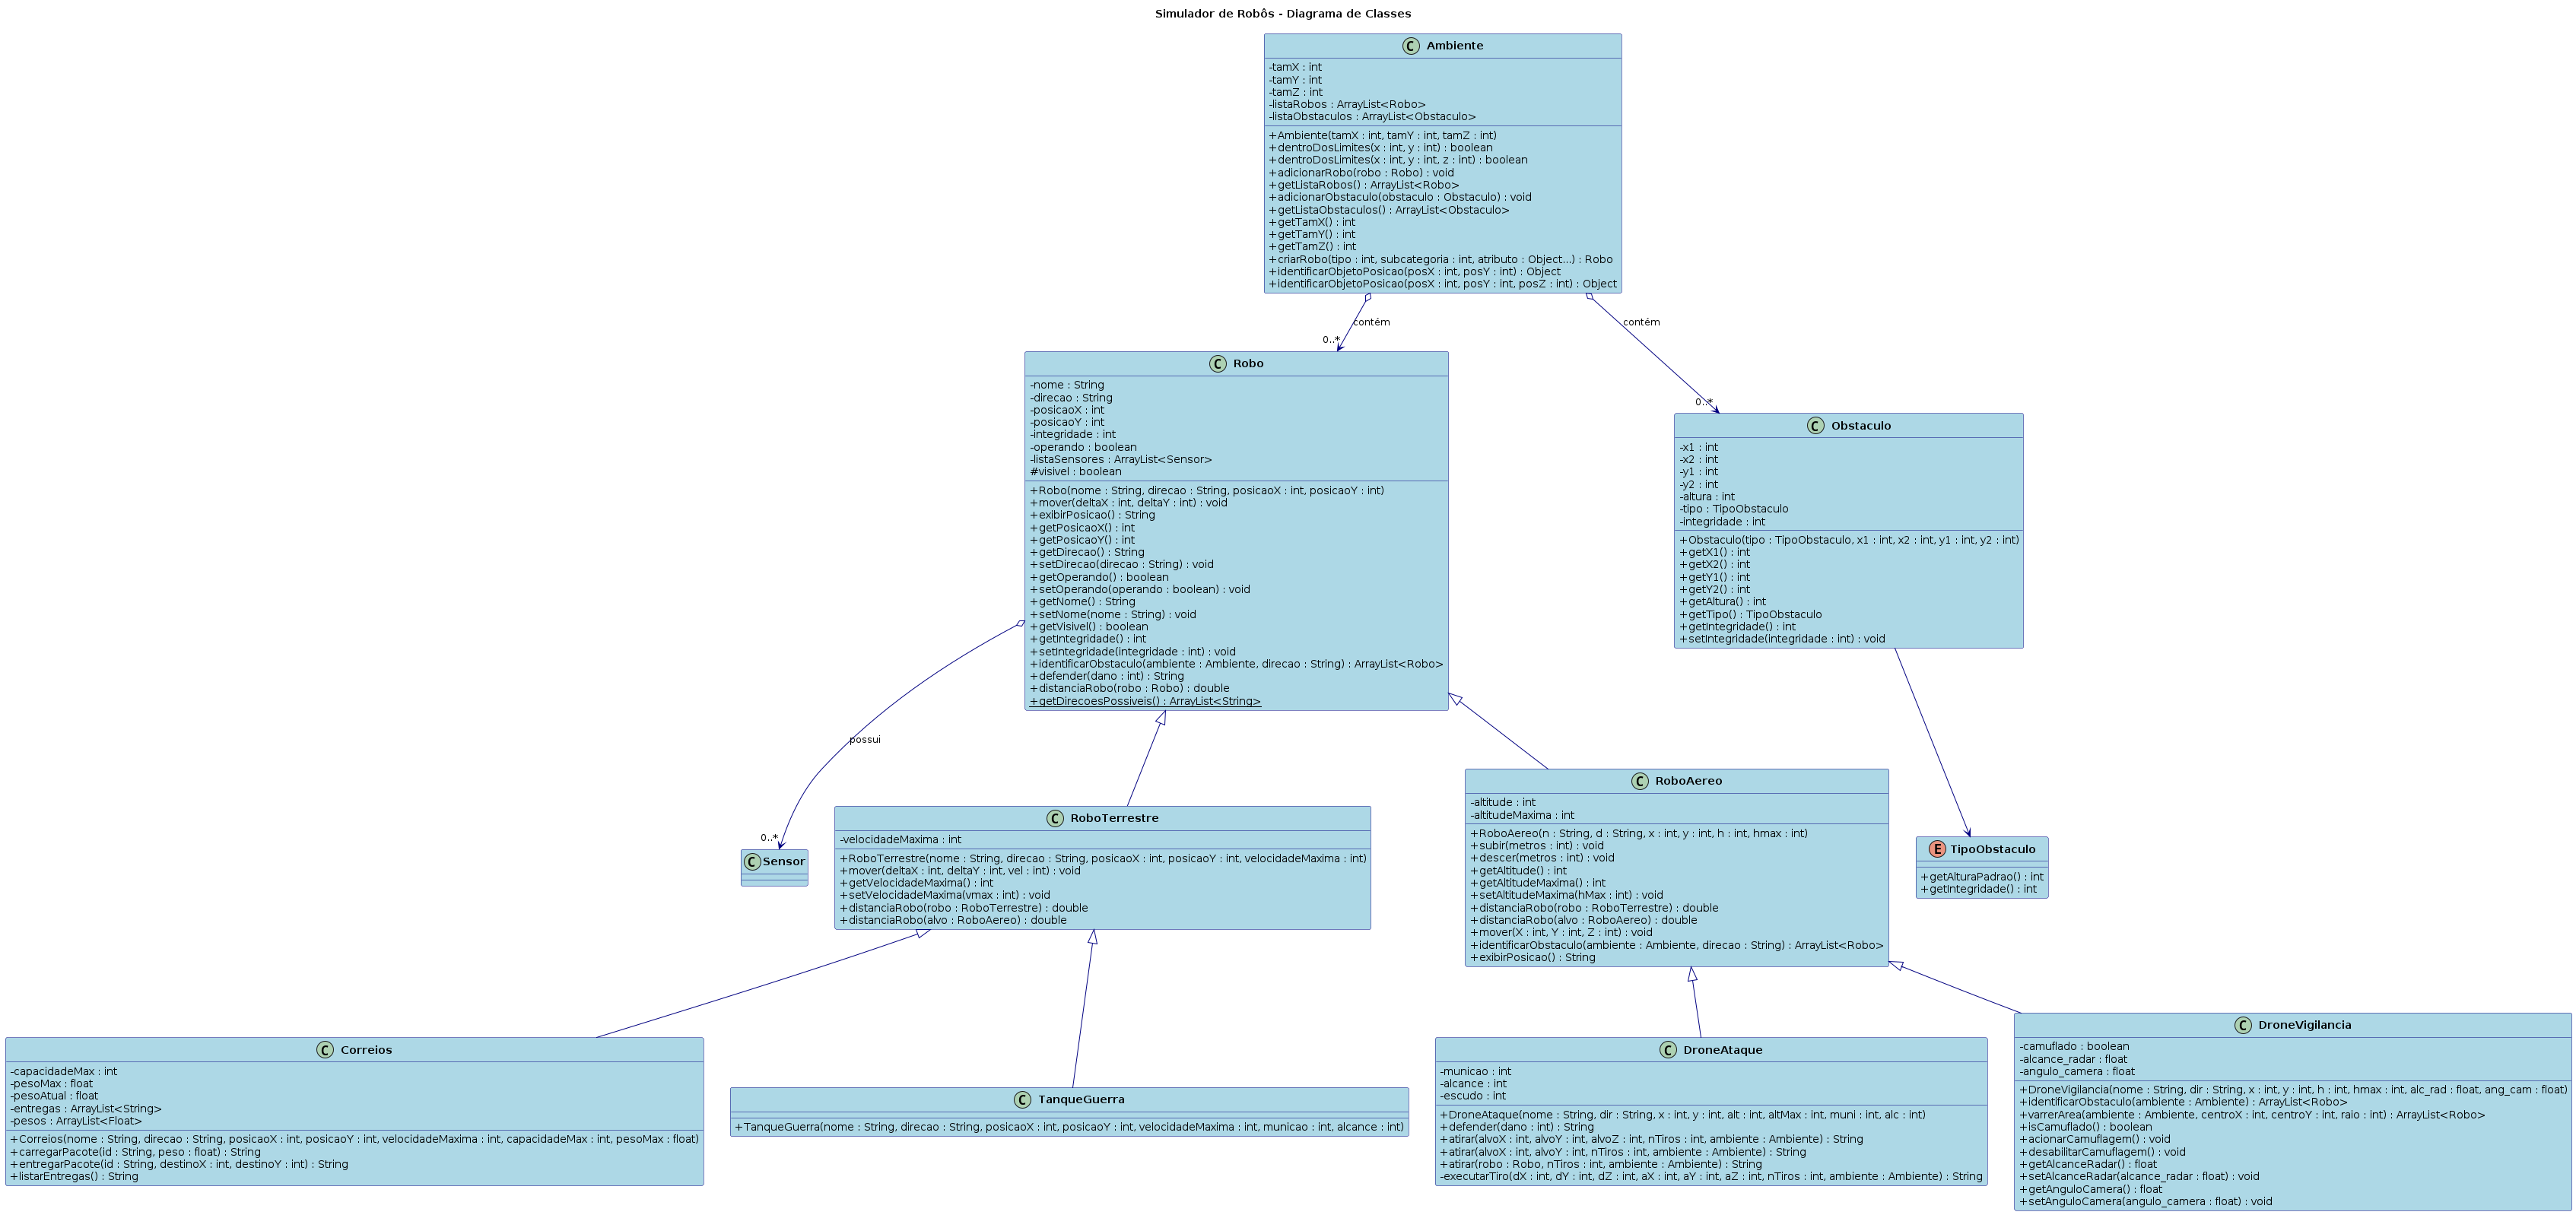 Simulador de Robôs - Diagrama de Classes
C Ambiente
-tamX : int
-tamY : int
-tamZ : int
-listaRobos : ArrayList<Robo>
-listaObstaculos : ArrayList<Obstaculo>
+Ambiente(tamX : int, tamY : int, tamZ : int)
+dentroDosLimites(x : int, y : int) : boolean
+dentroDosLimites(x : int, y : int, z : int) : boolean
+adicionarRobo(robo : Robo) : void
+getListaRobos() : ArrayList<Robo>
+adicionarObstaculo(obstaculo : Obstaculo) : void
+getListaObstaculos() : ArrayList<Obstaculo>
+getTamX() : int
+getTamY() : int
+getTamZ() : int
+criarRobo(tipo : int, subcategoria : int, atributo : Object...) : Robo
+identificarObjetoPosicao(posX : int, posY : int) : Object
+identificarObjetoPosicao(posX : int, posY : int, posZ : int) : Object
contém
contém
0..*
0..*
C Robo
-nome : String
-direcao : String
-posicaoX : int
-posicaoY : int
-integridade : int
-operando : boolean
-listaSensores : ArrayList<Sensor>
#visivel : boolean
+Robo(nome : String, direcao : String, posicaoX : int, posicaoY : int)
+mover(deltaX : int, deltaY : int) : void
+exibirPosicao() : String
+getPosicaoX() : int
+getPosicaoY() : int
+getDirecao() : String
+setDirecao(direcao : String) : void
+getOperando() : boolean
+setOperando(operando : boolean) : void
+getNome() : String
+setNome(nome : String) : void
+getVisivel() : boolean
+getIntegridade() : int
+setIntegridade(integridade : int) : void
+identificarObstaculo(ambiente : Ambiente, direcao : String) : ArrayList<Robo>
+defender(dano : int) : String
+distanciaRobo(robo : Robo) : double
+getDirecoesPossiveis() : ArrayList<String>
C Obstaculo
-x1 : int
-x2 : int
-y1 : int
-y2 : int
-altura : int
-tipo : TipoObstaculo
-integridade : int
+Obstaculo(tipo : TipoObstaculo, x1 : int, x2 : int, y1 : int, y2 : int)
+getX1() : int
+getX2() : int
+getY1() : int
+getY2() : int
+getAltura() : int
+getTipo() : TipoObstaculo
+getIntegridade() : int
+setIntegridade(integridade : int) : void
possui
0..*
C Sensor
C RoboTerrestre
-velocidadeMaxima : int
+RoboTerrestre(nome : String, direcao : String, posicaoX : int, posicaoY : int, velocidadeMaxima : int)
+mover(deltaX : int, deltaY : int, vel : int) : void
+getVelocidadeMaxima() : int
+setVelocidadeMaxima(vmax : int) : void
+distanciaRobo(robo : RoboTerrestre) : double
+distanciaRobo(alvo : RoboAereo) : double
C RoboAereo
-altitude : int
-altitudeMaxima : int
+RoboAereo(n : String, d : String, x : int, y : int, h : int, hmax : int)
+subir(metros : int) : void
+descer(metros : int) : void
+getAltitude() : int
+getAltitudeMaxima() : int
+setAltitudeMaxima(hMax : int) : void
+distanciaRobo(robo : RoboTerrestre) : double
+distanciaRobo(alvo : RoboAereo) : double
+mover(X : int, Y : int, Z : int) : void
+identificarObstaculo(ambiente : Ambiente, direcao : String) : ArrayList<Robo>
+exibirPosicao() : String
E TipoObstaculo
+getAlturaPadrao() : int
+getIntegridade() : int
C Correios
-capacidadeMax : int
-pesoMax : float
-pesoAtual : float
-entregas : ArrayList<String>
-pesos : ArrayList<Float>
+Correios(nome : String, direcao : String, posicaoX : int, posicaoY : int, velocidadeMaxima : int, capacidadeMax : int, pesoMax : float)
+carregarPacote(id : String, peso : float) : String
+entregarPacote(id : String, destinoX : int, destinoY : int) : String
+listarEntregas() : String
C TanqueGuerra
+TanqueGuerra(nome : String, direcao : String, posicaoX : int, posicaoY : int, velocidadeMaxima : int, municao : int, alcance : int)
C DroneAtaque
-municao : int
-alcance : int
-escudo : int
+DroneAtaque(nome : String, dir : String, x : int, y : int, alt : int, altMax : int, muni : int, alc : int)
+defender(dano : int) : String
+atirar(alvoX : int, alvoY : int, alvoZ : int, nTiros : int, ambiente : Ambiente) : String
+atirar(alvoX : int, alvoY : int, nTiros : int, ambiente : Ambiente) : String
+atirar(robo : Robo, nTiros : int, ambiente : Ambiente) : String
-executarTiro(dX : int, dY : int, dZ : int, aX : int, aY : int, aZ : int, nTiros : int, ambiente : Ambiente) : String
C DroneVigilancia
-camuflado : boolean
-alcance_radar : float
-angulo_camera : float
+DroneVigilancia(nome : String, dir : String, x : int, y : int, h : int, hmax : int, alc_rad : float, ang_cam : float)
+identificarObstaculo(ambiente : Ambiente) : ArrayList<Robo>
+varrerArea(ambiente : Ambiente, centroX : int, centroY : int, raio : int) : ArrayList<Robo>
+isCamuflado() : boolean
+acionarCamuflagem() : void
+desabilitarCamuflagem() : void
+getAlcanceRadar() : float
+setAlcanceRadar(alcance_radar : float) : void
+getAnguloCamera() : float
+setAnguloCamera(angulo_camera : float) : void